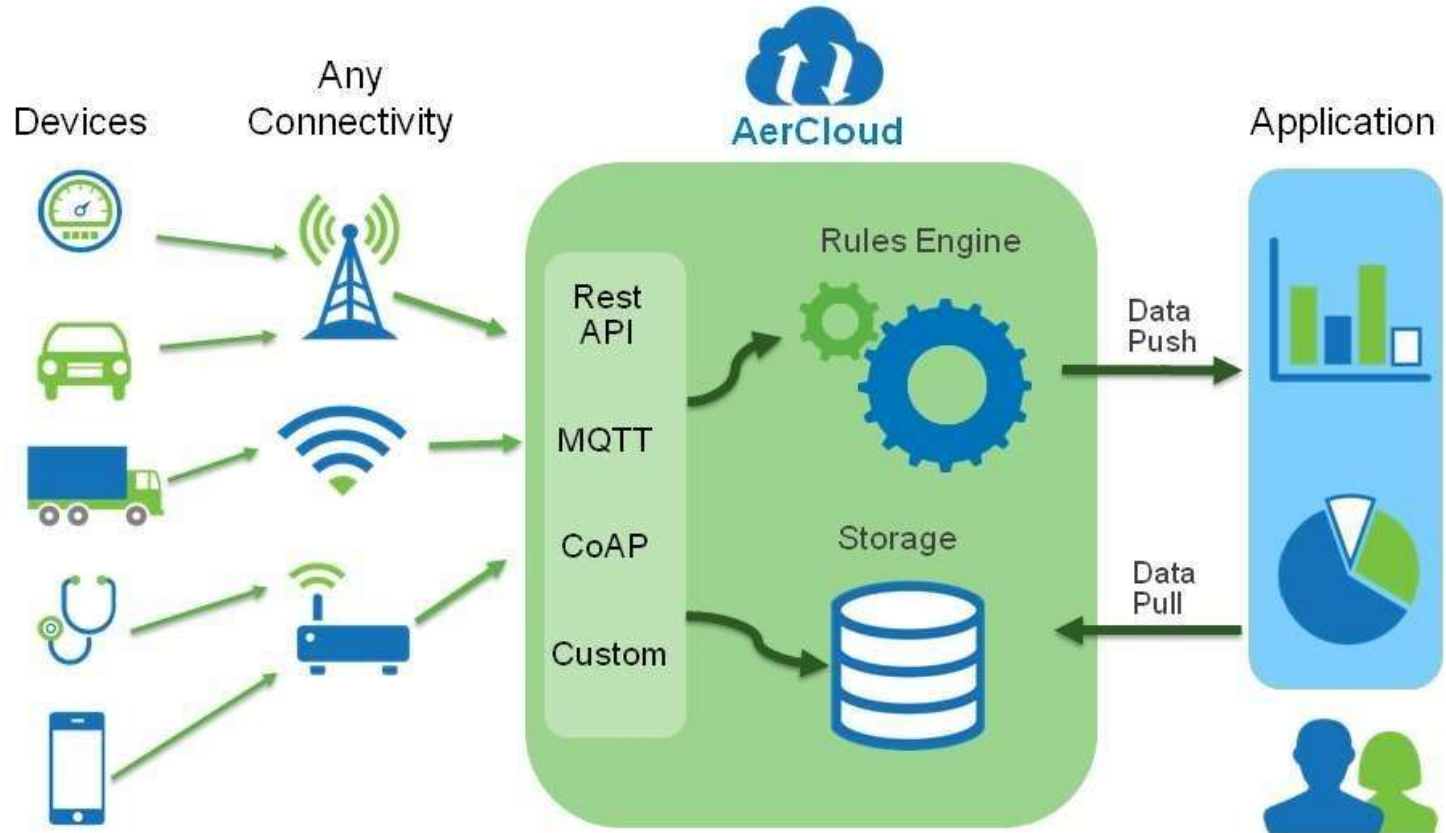 Devices
Any
Connectivity
AerCloud
Application
Rest
API
MQTT
CoAP
Custom
Rules Engine
Storage
Data
Push
Data
Pull